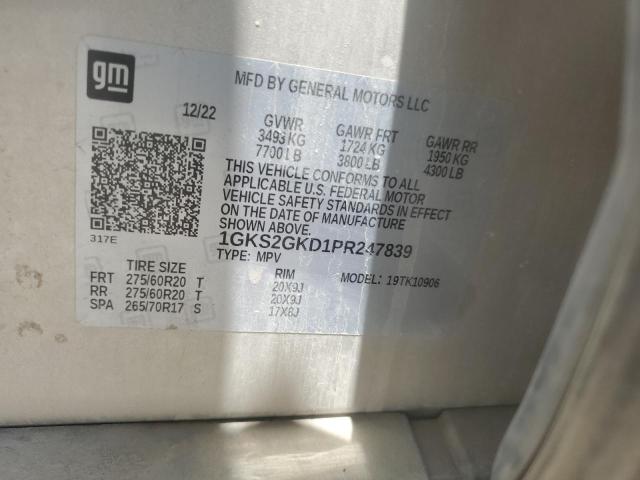 gm
MFD BY GENERAL MOTORS LLC
12/22
GVWR GAWR FRT GAWR RR
3493 KG 1724 KG 1950 KG
7700 LB 3800 LB 4300 LB
THIS VEHICLE CONFORMS TO ALL
APPLICABLE U.S. FEDERAL MOTOR
VEHICLE SAFETY STANDARDS IN EFFECT
ON THE DATE OF MANUFACTURE
SHOWN ABOVE.
317E
1GKS2GKD1PR247839
TYPE: MPV MODEL: 19TK10906
TIRE SIZE RIM
FRT 275/60R20 T 20X9J
RR 275/60R20 T 20X9J
SPA 265/70R17 S 17X8J